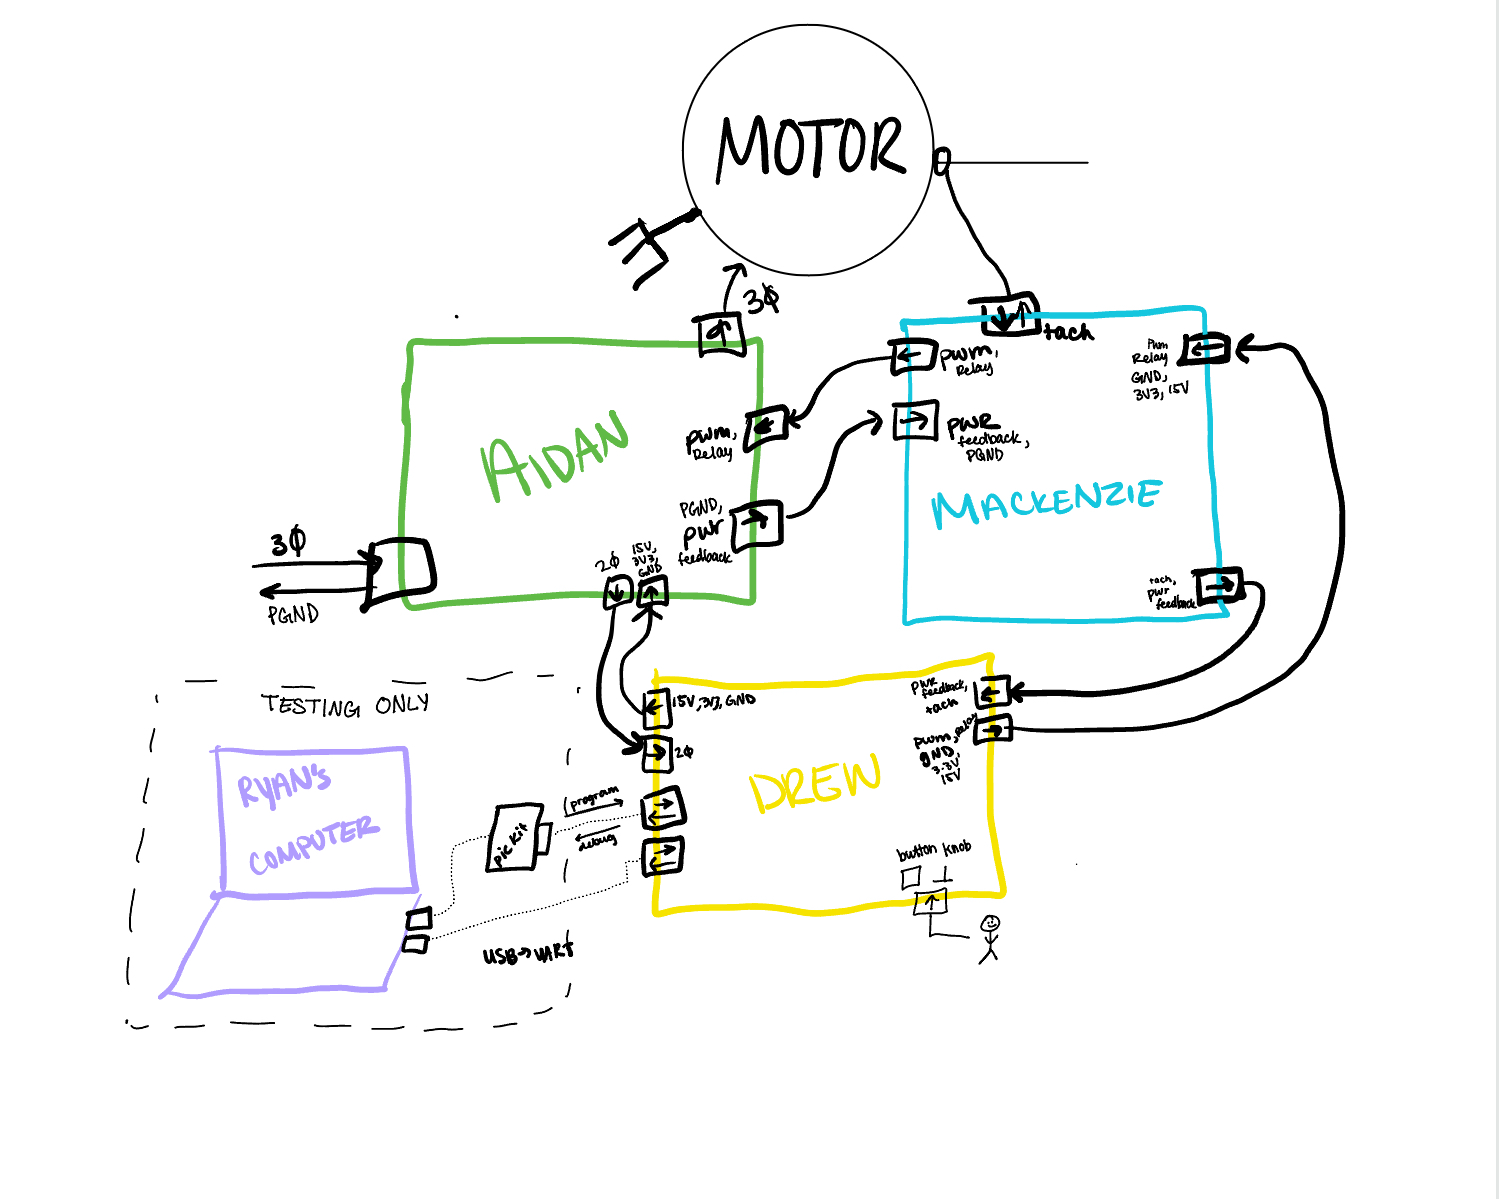 MOTOR
3Φ
tach
pwm,
Relay
Pwm
Relay
GND,
3V3, 15V
PWR
feedback,
PGND
MACKENZIE
tach,
pwr
feedback
AIDAN
pwm,
Relay
PGND,
pwr
feedback
2Φ
15V,
3V3,
GND
3Φ
PGND
TESTING ONLY
RYAN's
COMPUTER
PicKit
program
debug
USB→UART
15V, 3V3, GND
2Φ
DREW
PWR
feedback,
tach
pwm, relay
GND,
3.3V
15V
button knob